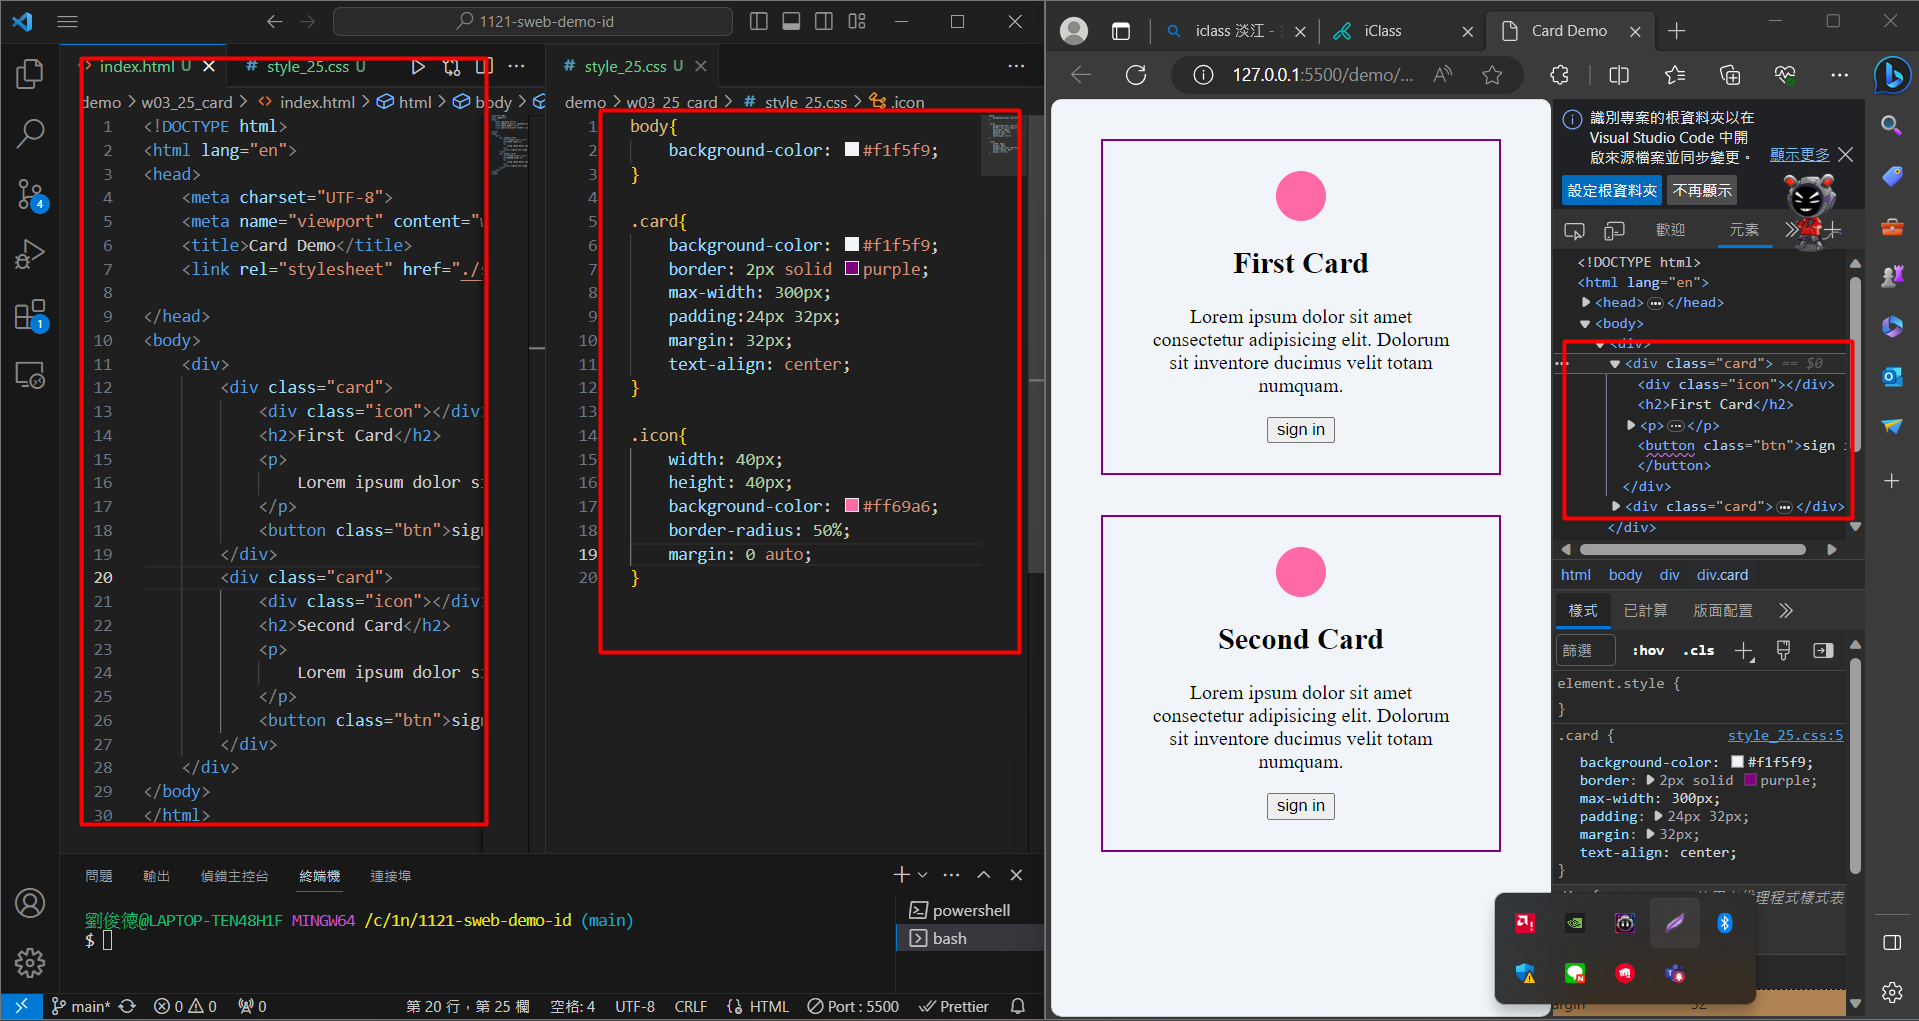 1121-sweb-demo-id
index.html U
# style_25.css U
# style_25.css U
demo > w03_25_card > index.html > html > body >
demo > w03_25_card > # style_25.css > .icon
1 <!DOCTYPE html>
2 <html lang="en">
3 <head>
4 <meta charset="UTF-8">
5 <meta name="viewport" content="
6 <title>Card Demo</title>
7 <link rel="stylesheet" href="./
8
9 </head>
10 <body>
11 <div>
12 <div class="card">
13 <div class="icon"></div
14 <h2>First Card</h2>
15 <p>
16 Lorem ipsum dolor s
17 </p>
18 <button class="btn">sig
19 </div>
20 <div class="card">
21 <div class="icon"></div
22 <h2>Second Card</h2>
23 <p>
24 Lorem ipsum dolor s
25 </p>
26 <button class="btn">sig
27 </div>
28 </div>
29 </body>
30 </html>
1 body{
2 background-color: #f1f5f9;
3 }
4
5 .card{
6 background-color: #f1f5f9;
7 border: 2px solid purple;
8 max-width: 300px;
9 padding:24px 32px;
10 margin: 32px;
11 text-align: center;
12 }
13
14 .icon{
15 width: 40px;
16 height: 40px;
17 background-color: #ff69a6;
18 border-radius: 50%;
19 margin: 0 auto;
20 }
問題 輸出 偵錯主控台 終端機 連接埠
劉俊德@LAPTOP-TEN48H1F MINGW64 /c/1n/1121-sweb-demo-id (main)
$
powershell
bash
4
1
main* 0 0 0 第 20 行，第 25 欄 空格: 4 UTF-8 CRLF HTML Port : 5500 Prettier
iclass 淡江 -
iClass
Card Demo
127.0.0.1:5500/demo/...
First Card
Lorem ipsum dolor sit amet
consectetur adipisicing elit. Dolorum
sit inventore ducimus velit totam
numquam.
sign in
Second Card
Lorem ipsum dolor sit amet
consectetur adipisicing elit. Dolorum
sit inventore ducimus velit totam
numquam.
sign in
識別專案的根資料夾以在
Visual Studio Code 中開
啟來源檔案並同步變更。 顯示更多
設定根資料夾 不再顯示
歡迎 元素
<!DOCTYPE html>
<html lang="en">
<head> ... </head>
<body>
<div>
<div class="card"> == $0
<div class="icon"></div>
<h2>First Card</h2>
<p> ... </p>
<button class="btn">sign
</button>
</div>
<div class="card"> ... </div>
</div>
html body div div.card
樣式 已計算 版面配置
篩選 :hov .cls
element.style {
}
.card { style_25.css:5
background-color: #f1f5f9;
border: 2px solid purple;
max-width: 300px;
padding: 24px 32px;
margin: 32px;
text-align: center;
}
理程式樣式表